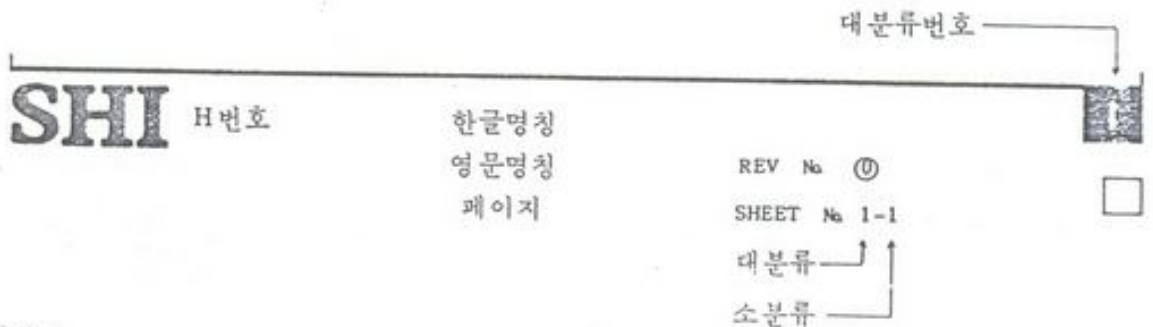 대분류번호
SHI H번호 한글명칭
영문명칭 REV No. ⓪
페이지 SHEET No. 1-1
대분류
소분류